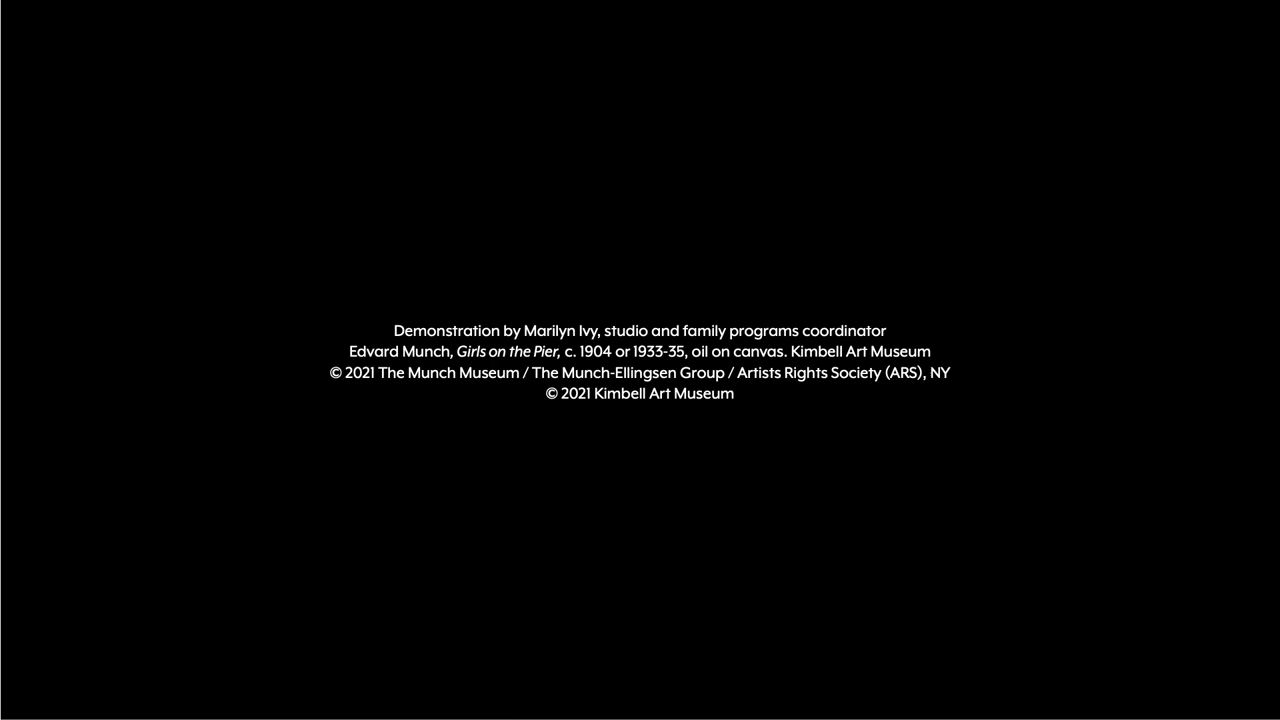 Demonstration by Marilyn Ivy, studio and family programs coordinator
Edvard Munch, Girls on the Pier, c. 1904 or 1933-35, oil on canvas. Kimbell Art Museum
© 2021 The Munch Museum / The Munch-Ellingsen Group / Artists Rights Society (ARS), NY
© 2021 Kimbell Art Museum